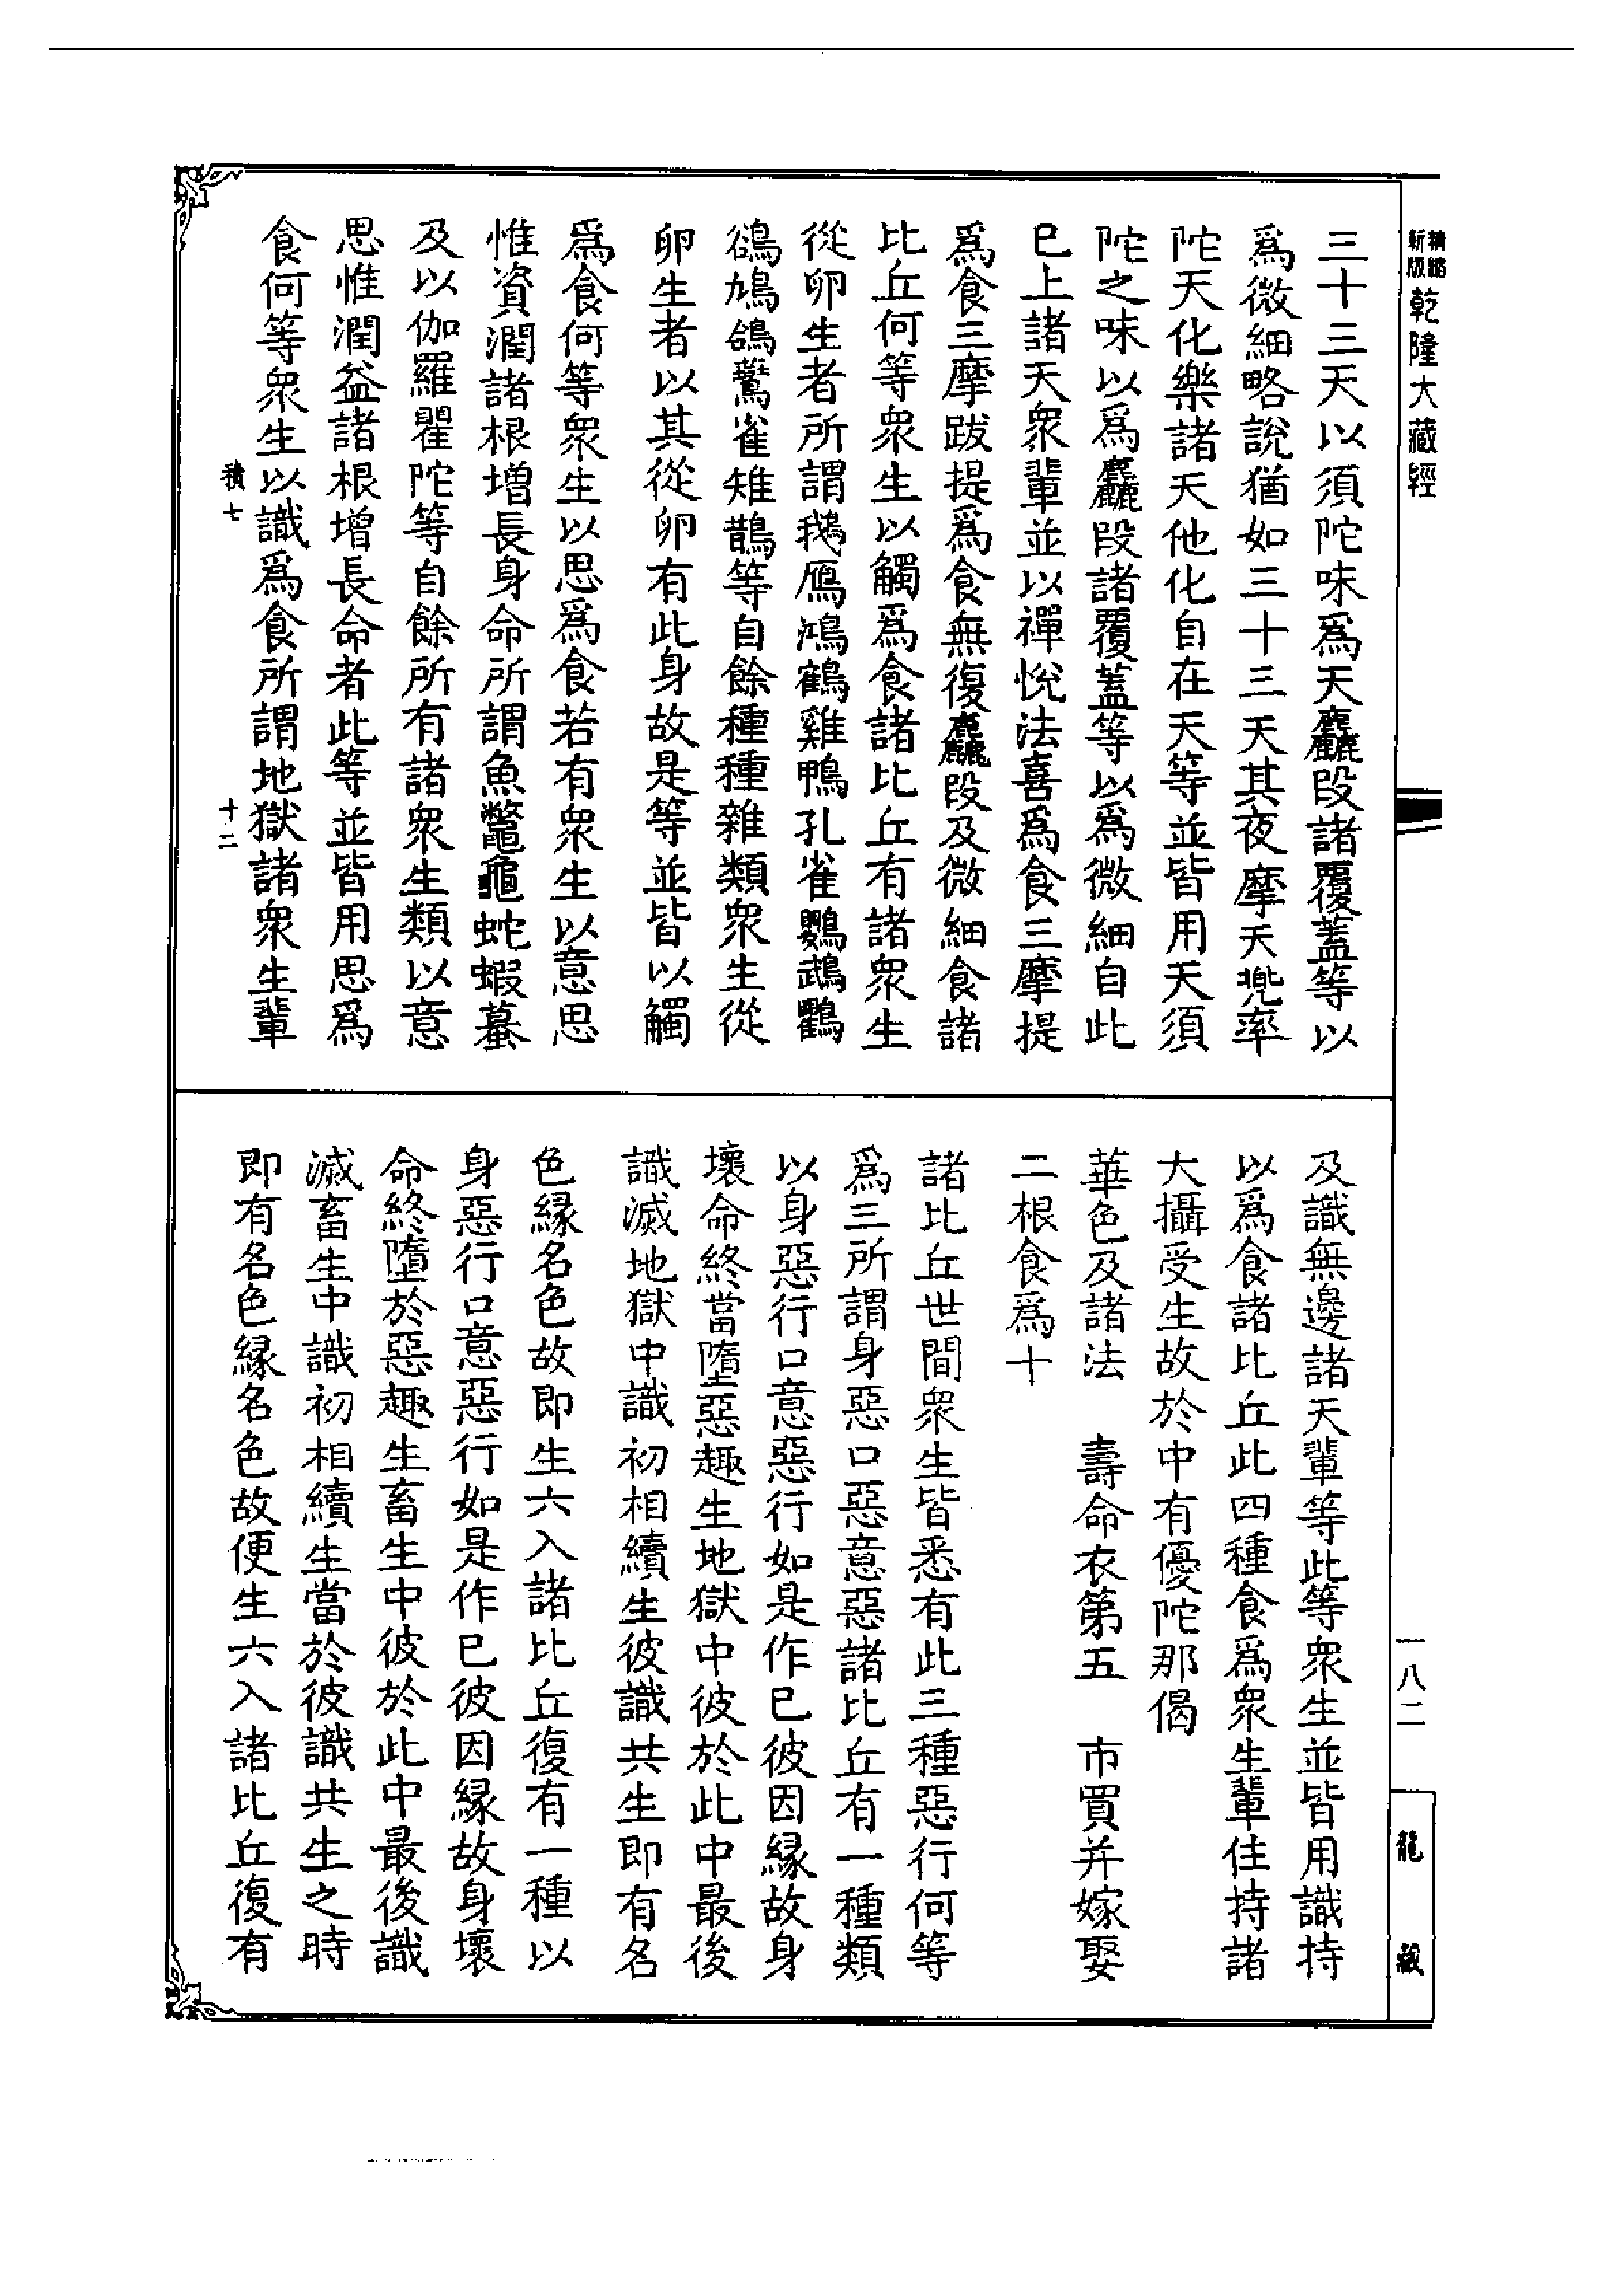 精縮
新版
乾隆大藏經
三十三天以須陀味爲天麤段諸覆蓋等以
爲微細略說猶如三十三天其夜摩天兜率
陀天化樂諸天他化自在天等並皆用天須
陀之味以爲麤段諸覆蓋等以爲微細自此
已上諸天衆輩並以禪悅法喜爲食三摩提
爲食三摩跋提爲食無復麤段及微細食諸
比丘何等衆生以觸爲食諸比丘有諸衆生
從卵生者所謂鵝鴈鴻鶴雞鴨孔雀鸚鵡鸜
鵒鳩鴿鷰雀雉鵲等自餘種種雜類衆生從
卵生者以其從卵有此身故是等並皆以觸
爲食何等衆生以思爲食若有衆生以意思
惟資潤諸根增長身命所謂魚鼈龜蛇蝦蟇
及以伽羅瞿陀等自餘所有諸衆生類以意
思惟潤益諸根增長命者此等並皆用思爲
食何等衆生以識爲食所謂地獄諸衆生輩
積七 十二
及識無邊諸天輩等此等衆生並皆用識持
以爲食諸比丘此四種食爲衆生輩住持諸
大攝受生故於中有優陀那偈
華色及諸法 壽命衣第五 市買并嫁娶
二根食爲十
諸比丘世間衆生皆悉有此三種惡行何等
爲三所謂身惡口惡意惡諸比丘有一種類
以身惡行口意惡行如是作已彼因緣故身
壞命終當墮惡趣生地獄中彼於此中最後
識滅地獄中識初相續生彼識共生即有名
色緣名色故即生六入諸比丘復有一種以
身惡行口意惡行如是作已彼因緣故身壞
命終墮於惡趣生畜生中彼於此中最後識
滅畜生中識初相續生當於彼識共生之時
即有名色緣名色故便生六入諸比丘復有
一八二
龍藏